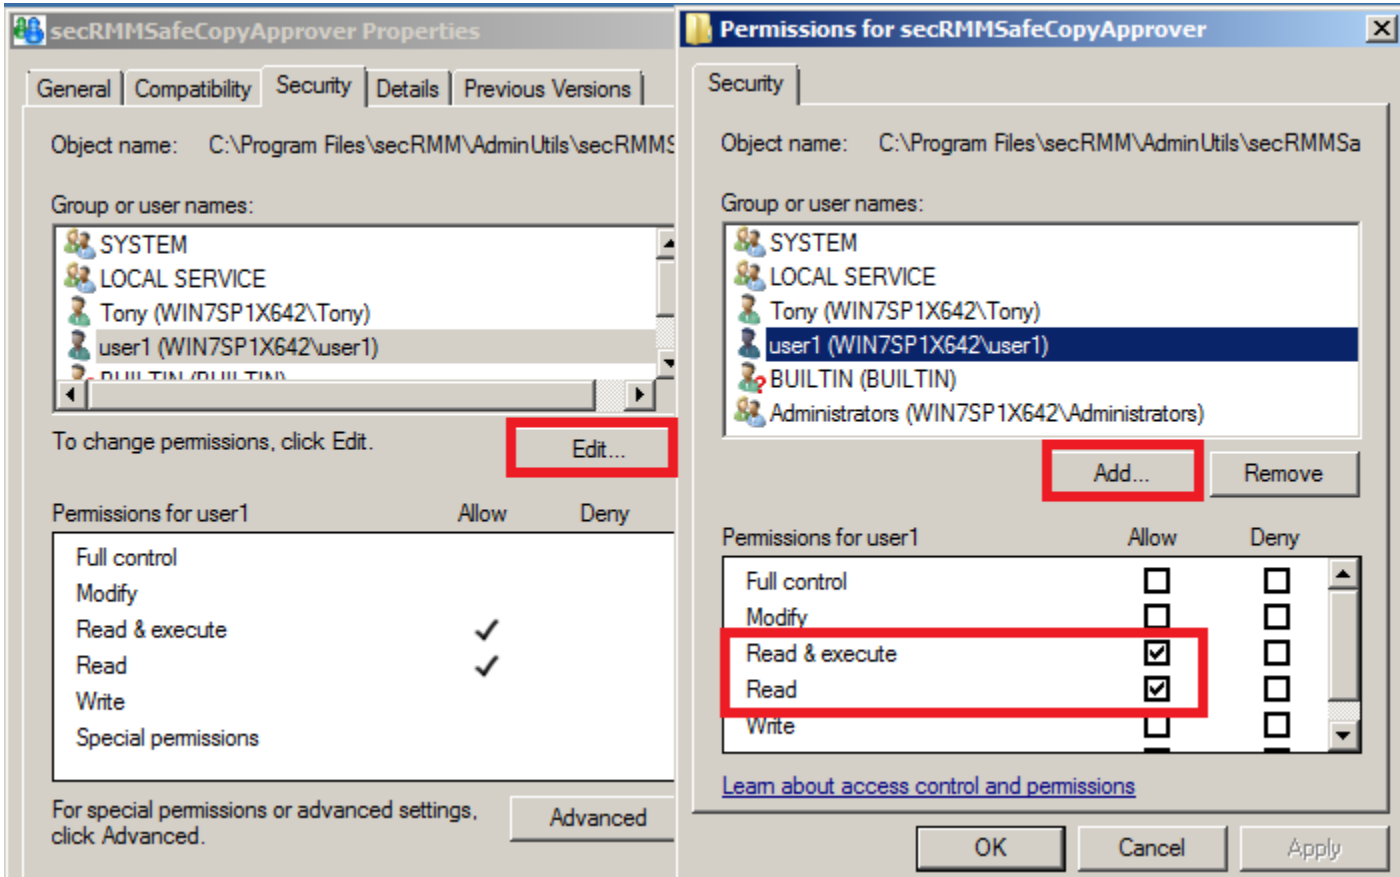 secRMMSafeCopyApprover Properties
General
Compatibility
Security
Details
Previous Versions
Object name: C:\Program Files\secRMM\AdminUtils\secRMMS
Group or user names:
SYSTEM
LOCAL SERVICE
Tony (WIN7SP1X642\Tony)
user1 (WIN7SP1X642\user1)
BUILTIN (BUILTIN)
To change permissions, click Edit.
Edit...
Permissions for user1 Allow Deny
Full control
Modify
Read & execute
Read
Write
Special permissions
For special permissions or advanced settings,
click Advanced.
Advanced
Permissions for secRMMSafeCopyApprover
Security
Object name: C:\Program Files\secRMM\AdminUtils\secRMMSa
Group or user names:
SYSTEM
LOCAL SERVICE
Tony (WIN7SP1X642\Tony)
user1 (WIN7SP1X642\user1)
BUILTIN (BUILTIN)
Administrators (WIN7SP1X642\Administrators)
Add...
Remove
Permissions for user1 Allow Deny
Full control
Modify
Read & execute
Read
Write
Learn about access control and permissions
OK
Cancel
Apply